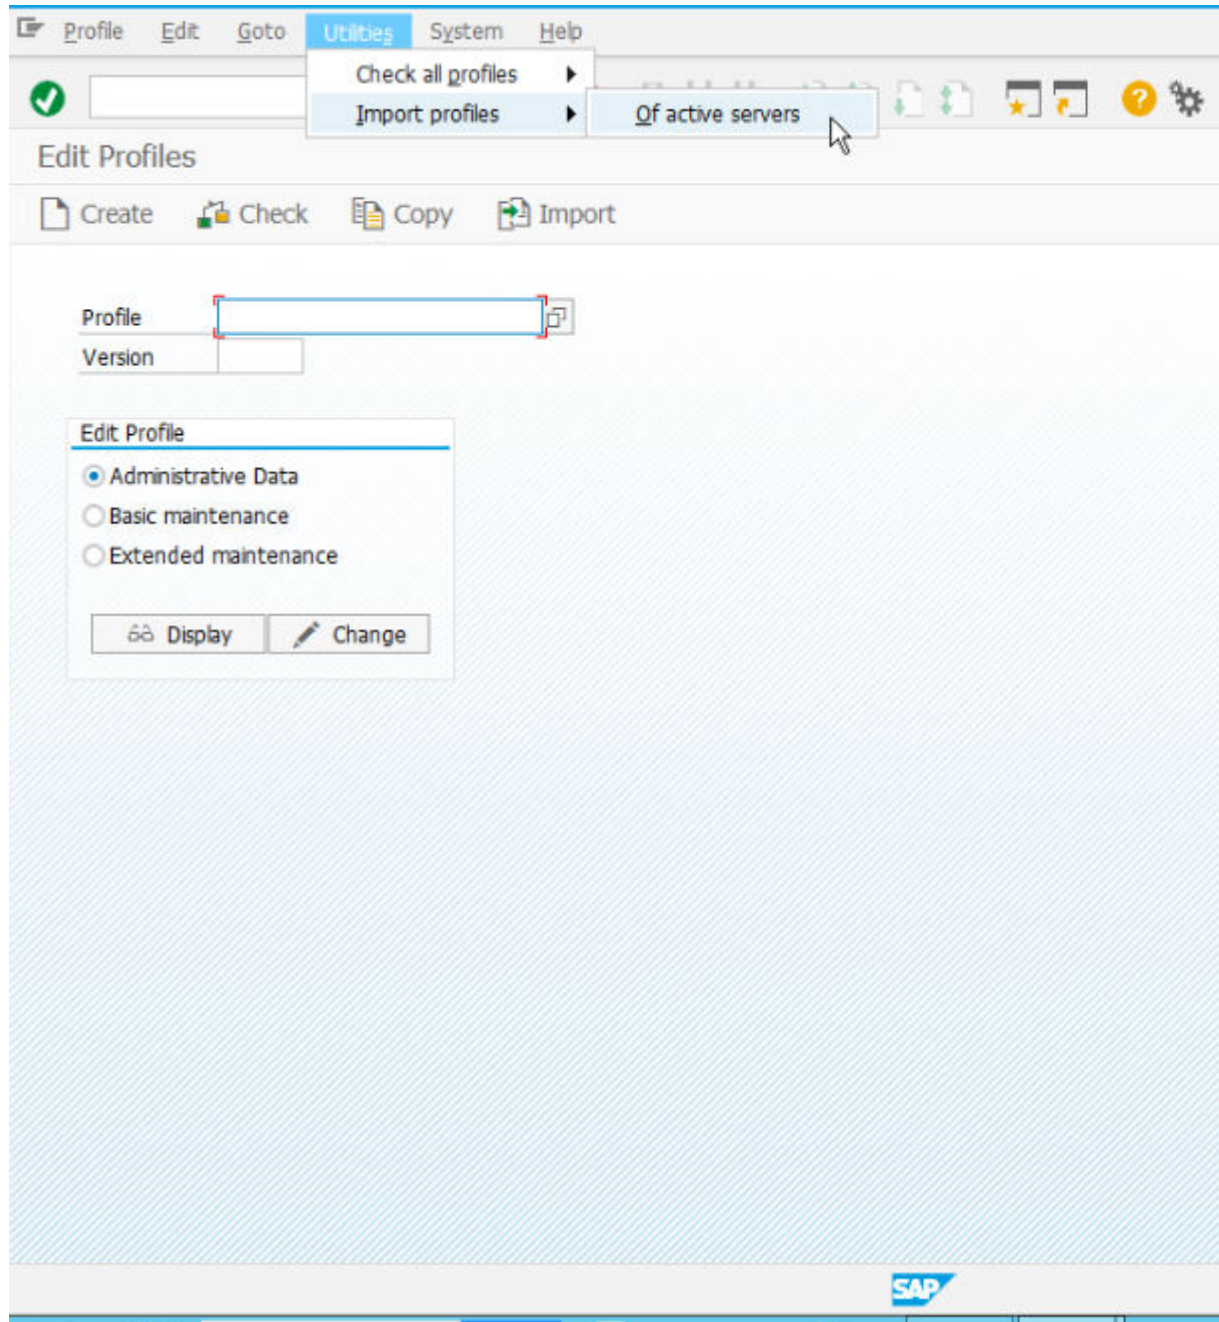 Profile Edit Goto Utilities System Help
Check all profiles
Import profiles Of active servers
Edit Profiles
Create Check Copy Import
Profile
Version
Edit Profile
Administrative Data
Basic maintenance
Extended maintenance
Display Change
SAP